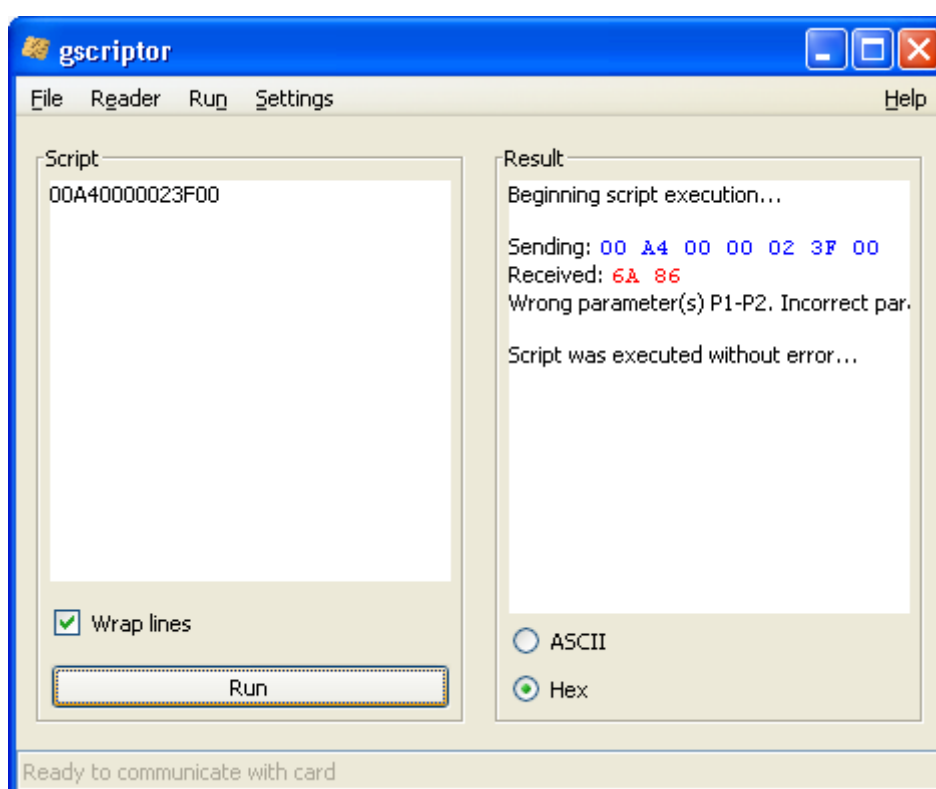 gscriptor
File Reader Run Settings Help
Script
00A40000023F00
Wrap lines
Run
Result
Beginning script execution...
Sending: 00 A4 00 00 02 3F 00
Received: 6A 86
Wrong parameter(s) P1-P2. Incorrect par
Script was executed without error...
ASCII
Hex
Ready to communicate with card